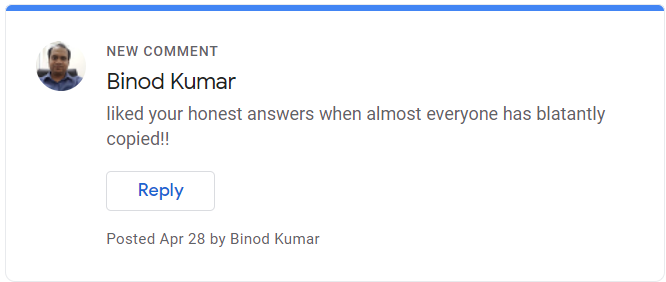 NEW COMMENT
Binod Kumar
liked your honest answers when almost everyone has blatantly
copied!!
Reply
Posted Apr 28 by Binod Kumar